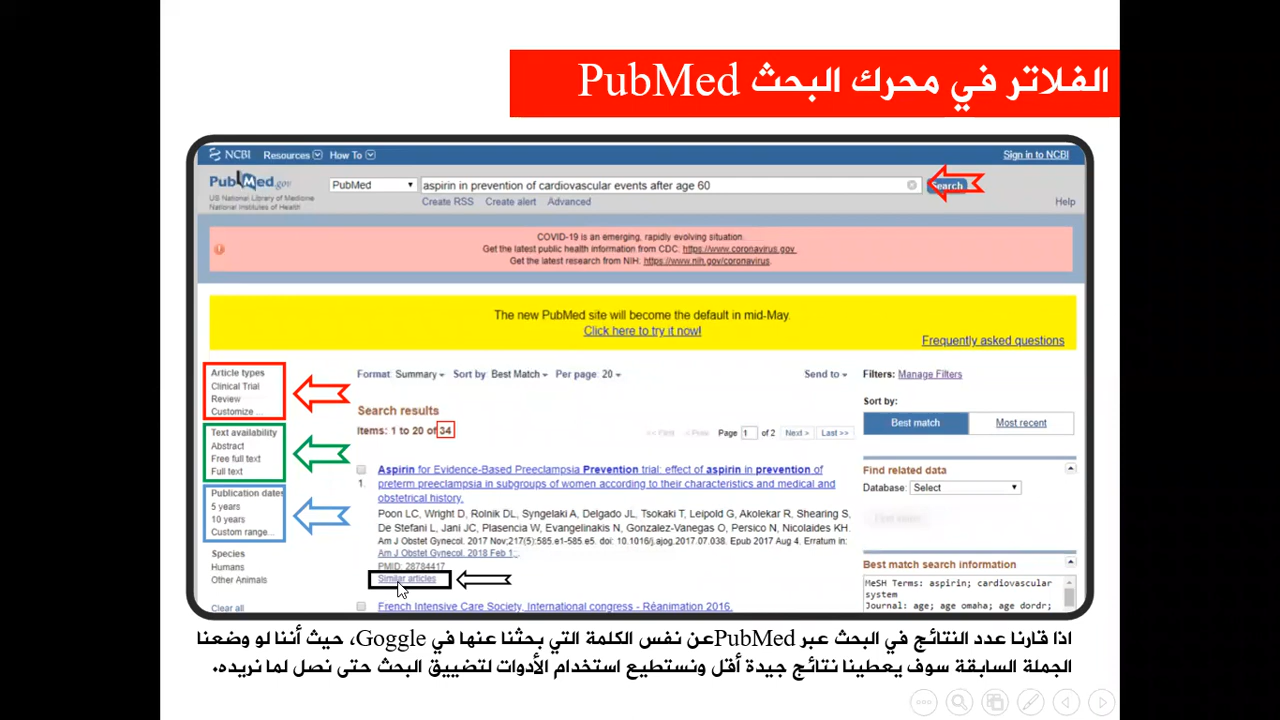 الفلاتر في محرك البحث PubMed
NCBI Resources How To Sign in to NCBI
PubMed.gov
US National Library of Medicine
National Institutes of Health
PubMed aspirin in prevention of cardiovascular events after age 60 Search
Create RSS Create alert Advanced Help
COVID-19 is an emerging, rapidly evolving situation.
Get the latest public health information from CDC: https://www.coronavirus.gov
Get the latest research from NIH: https://www.nih.gov/coronavirus.
The new PubMed site will become the default in mid-May.
Click here to try it now!
Frequently asked questions
Article types
Clinical Trial
Review
Customize ...
Text availability
Abstract
Free full text
Full text
Publication dates
5 years
10 years
Custom range...
Species
Humans
Other Animals
Clear all
Format: Summary Sort by: Best Match Per page: 20 Send to
Search results
Items: 1 to 20 of 34
<< First < Prev Page 1 of 2 Next > Last >>
Aspirin for Evidence-Based Preeclampsia Prevention trial: effect of aspirin in prevention of
1. preterm preeclampsia in subgroups of women according to their characteristics and medical and
obstetrical history.
Poon LC, Wright D, Rolnik DL, Syngelaki A, Delgado JL, Tsokaki T, Leipold G, Akolekar R, Shearing S,
De Stefani L, Jani JC, Plasencia W, Evangelinakis N, Gonzalez-Vanegas O, Persico N, Nicolaides KH.
Am J Obstet Gynecol. 2017 Nov;217(5):585.e1-585.e5. doi: 10.1016/j.ajog.2017.07.038. Epub 2017 Aug 4. Erratum in:
Am J Obstet Gynecol. 2018 Feb 1;:.
PMID: 28784417
Similar articles
French Intensive Care Society, International congress - Réanimation 2016.
Filters: Manage Filters
Sort by:
Best match Most recent
Find related data
Database: Select
Find items
Best match search information
MeSH Terms: aspirin; cardiovascular
system
Journal: age; age omaha; age dordr;
اذا قارنا عدد النتائج في البحث عبر PubMedعن نفس الكلمة التي بحثنا عنها في Goggle، حيث أننا لو وضعنا
الجملة السابقة سوف يعطينا نتائج جيدة أقل ونستطيع استخدام الأدوات لتضييق البحث حتى نصل لما نريده.